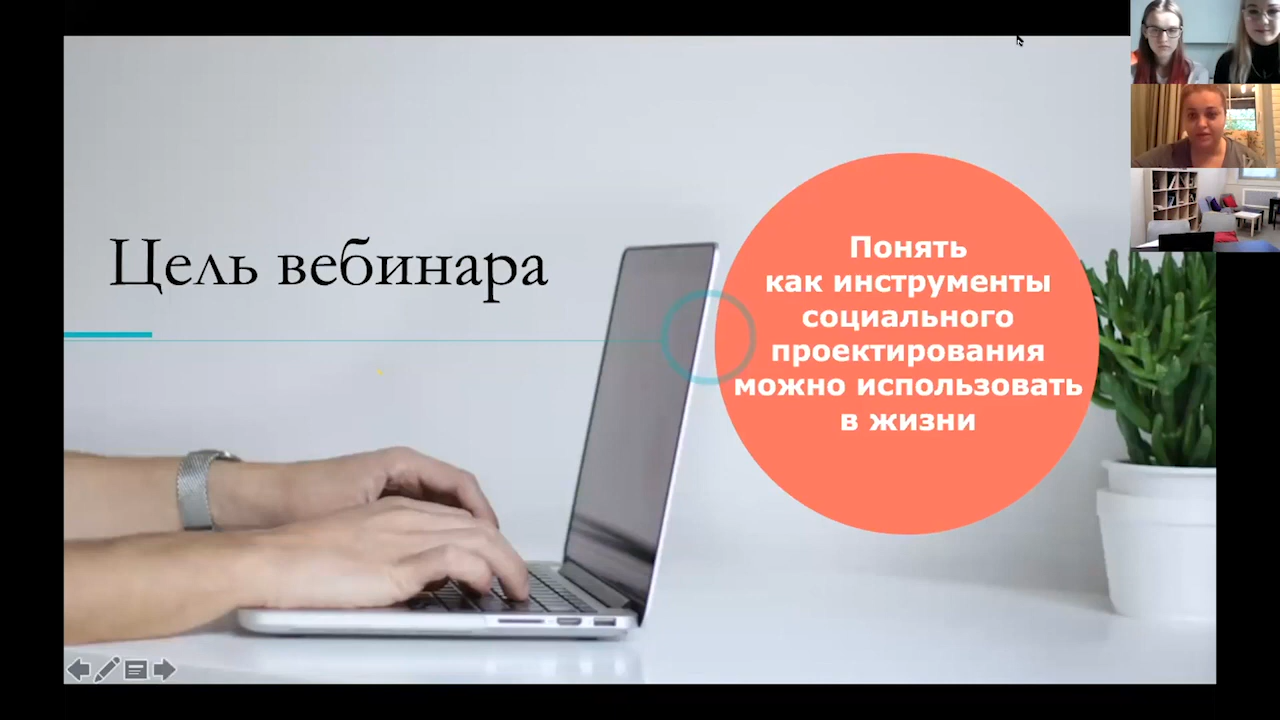 Цель вебинара
Понять
как инструменты
социального
проектирования
можно использовать
в жизни